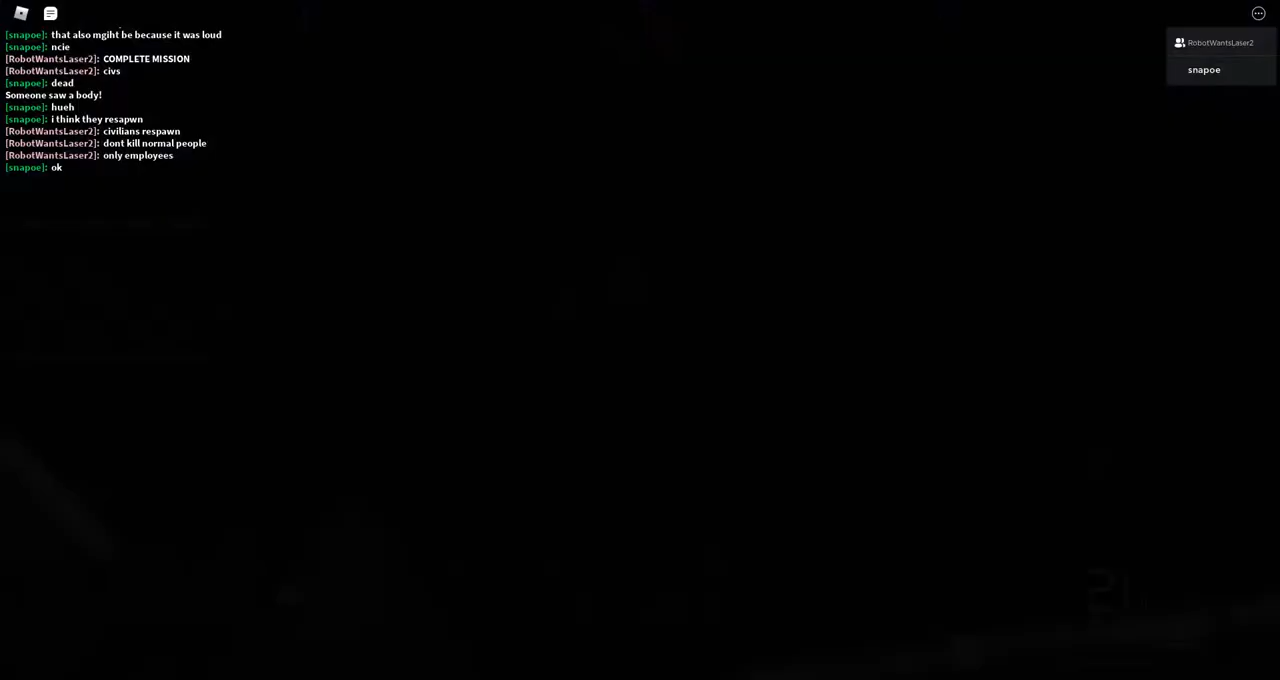 [snapoe]: that also mgiht be because it was loud
[snapoe]: ncie
[RobotWantsLaser2]: COMPLETE MISSION
[RobotWantsLaser2]: civs
[snapoe]: dead
Someone saw a body!
[snapoe]: hueh
[snapoe]: i think they resapwn
[RobotWantsLaser2]: civilians respawn
[RobotWantsLaser2]: dont kill normal people
[RobotWantsLaser2]: only employees
[snapoe]: ok
RobotWantsLaser2
snapoe